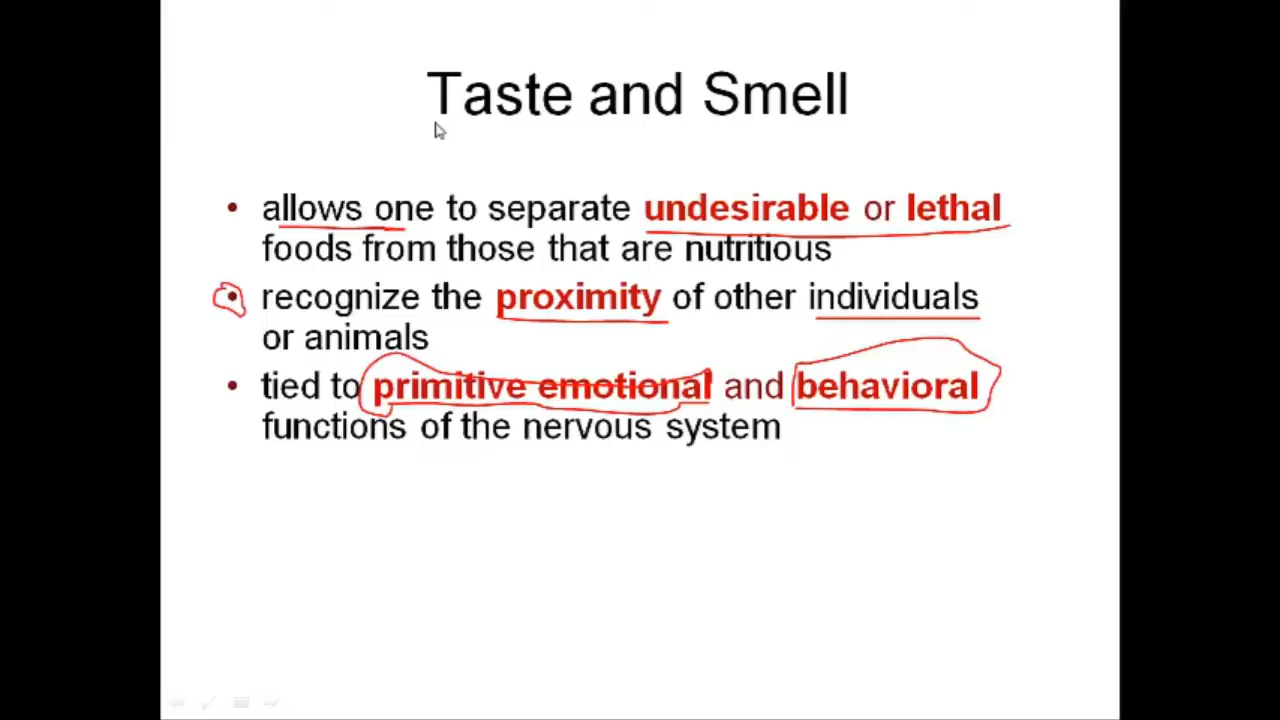 Taste and Smell
• allows one to separate undesirable or lethal
foods from those that are nutritious
• recognize the proximity of other individuals
or animals
• tied to primitive emotional and behavioral
functions of the nervous system